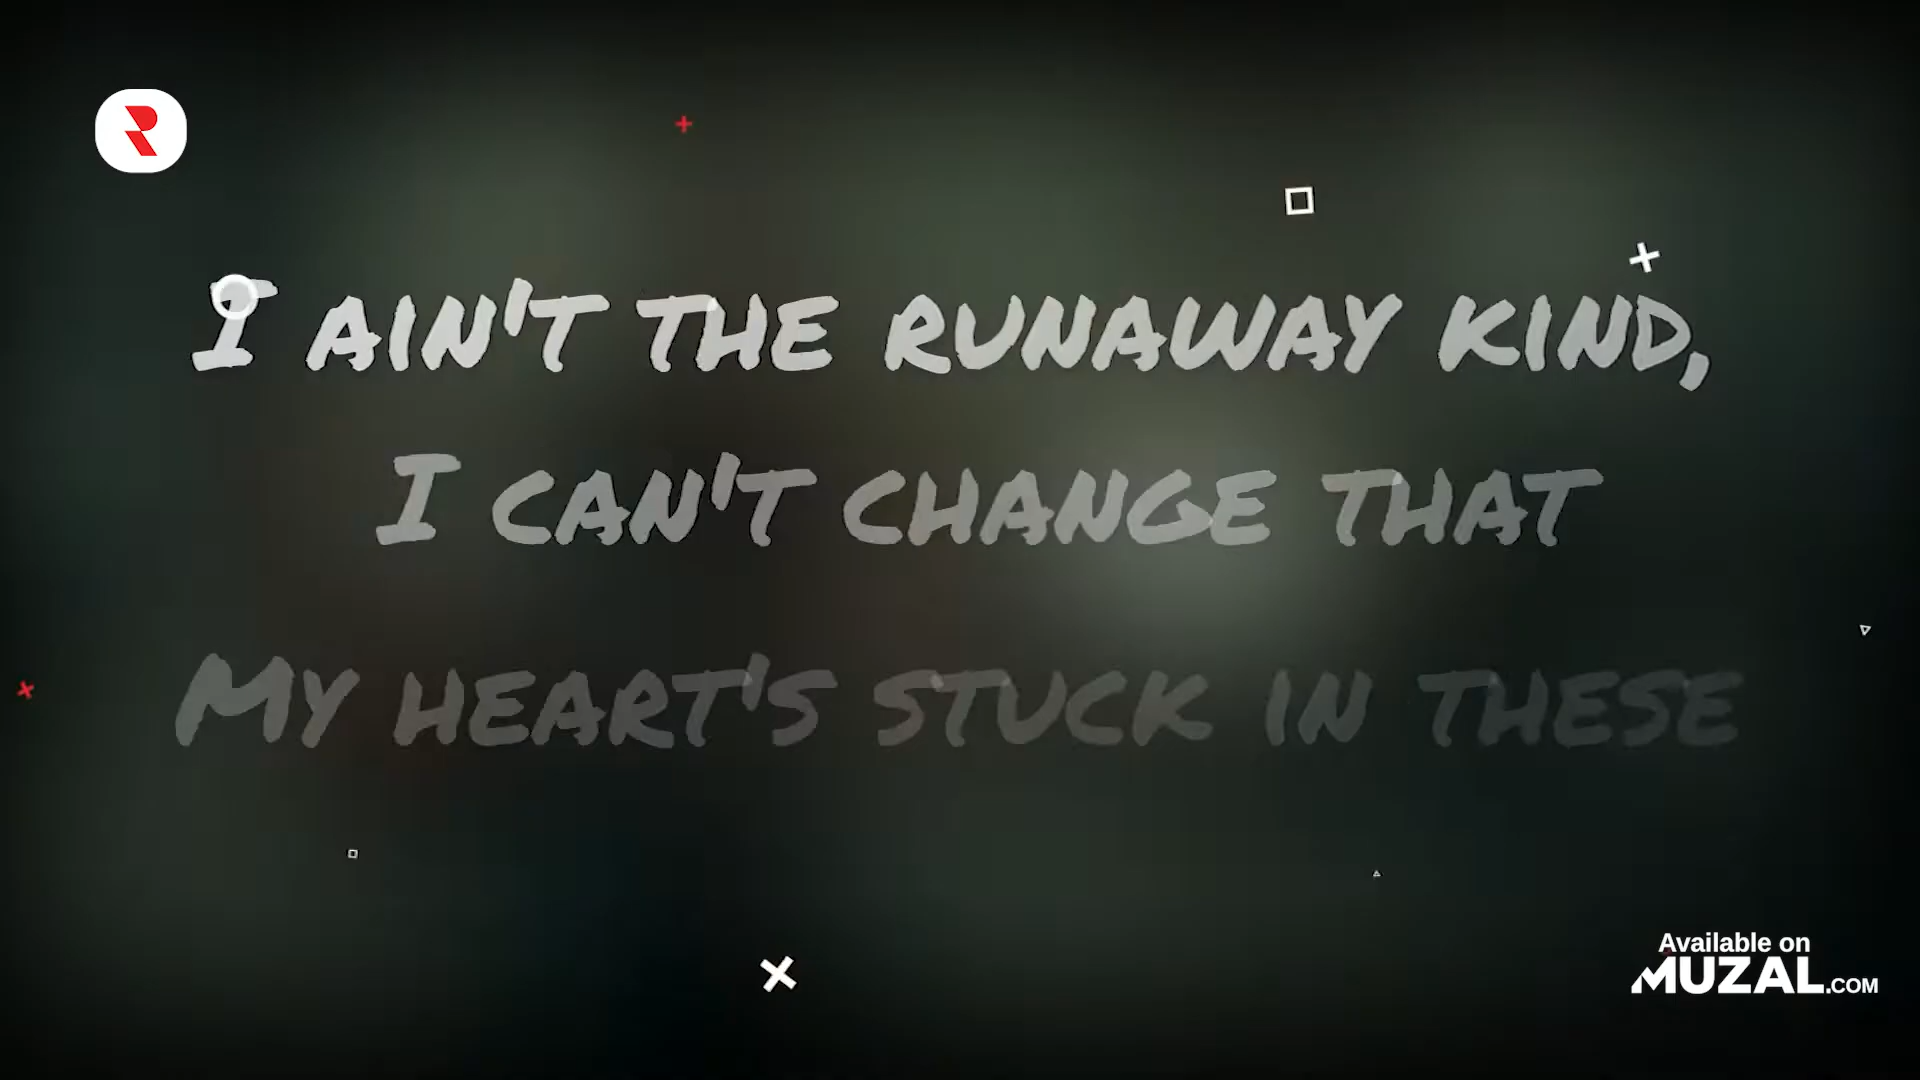 R
I AIN'T THE RUNAWAY KIND,
I CAN'T CHANGE THAT
MY HEART'S STUCK IN THESE
Available on
MUZAL.COM